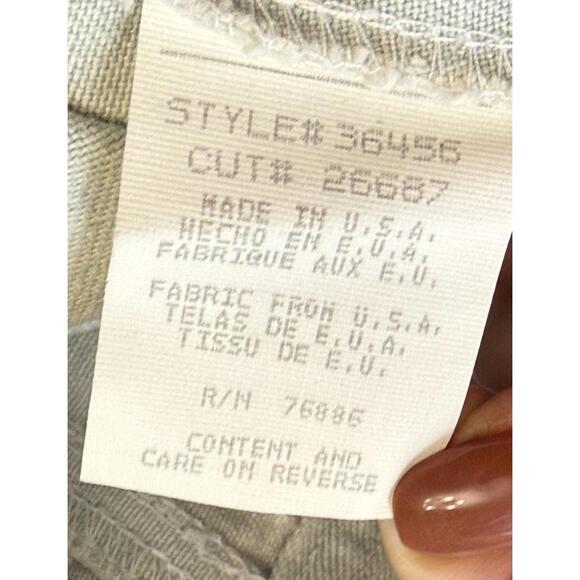 STYLE# 36456
CUT# 26687
MADE IN U.S.A.
HECHO EN E.U.A.
FABRIQUE AUX E.U.
FABRIC FROM U.S.A.
TELAS DE E.U.A.
TISSU DE E.U.
R/N 76886
CONTENT AND
CARE ON REVERSE